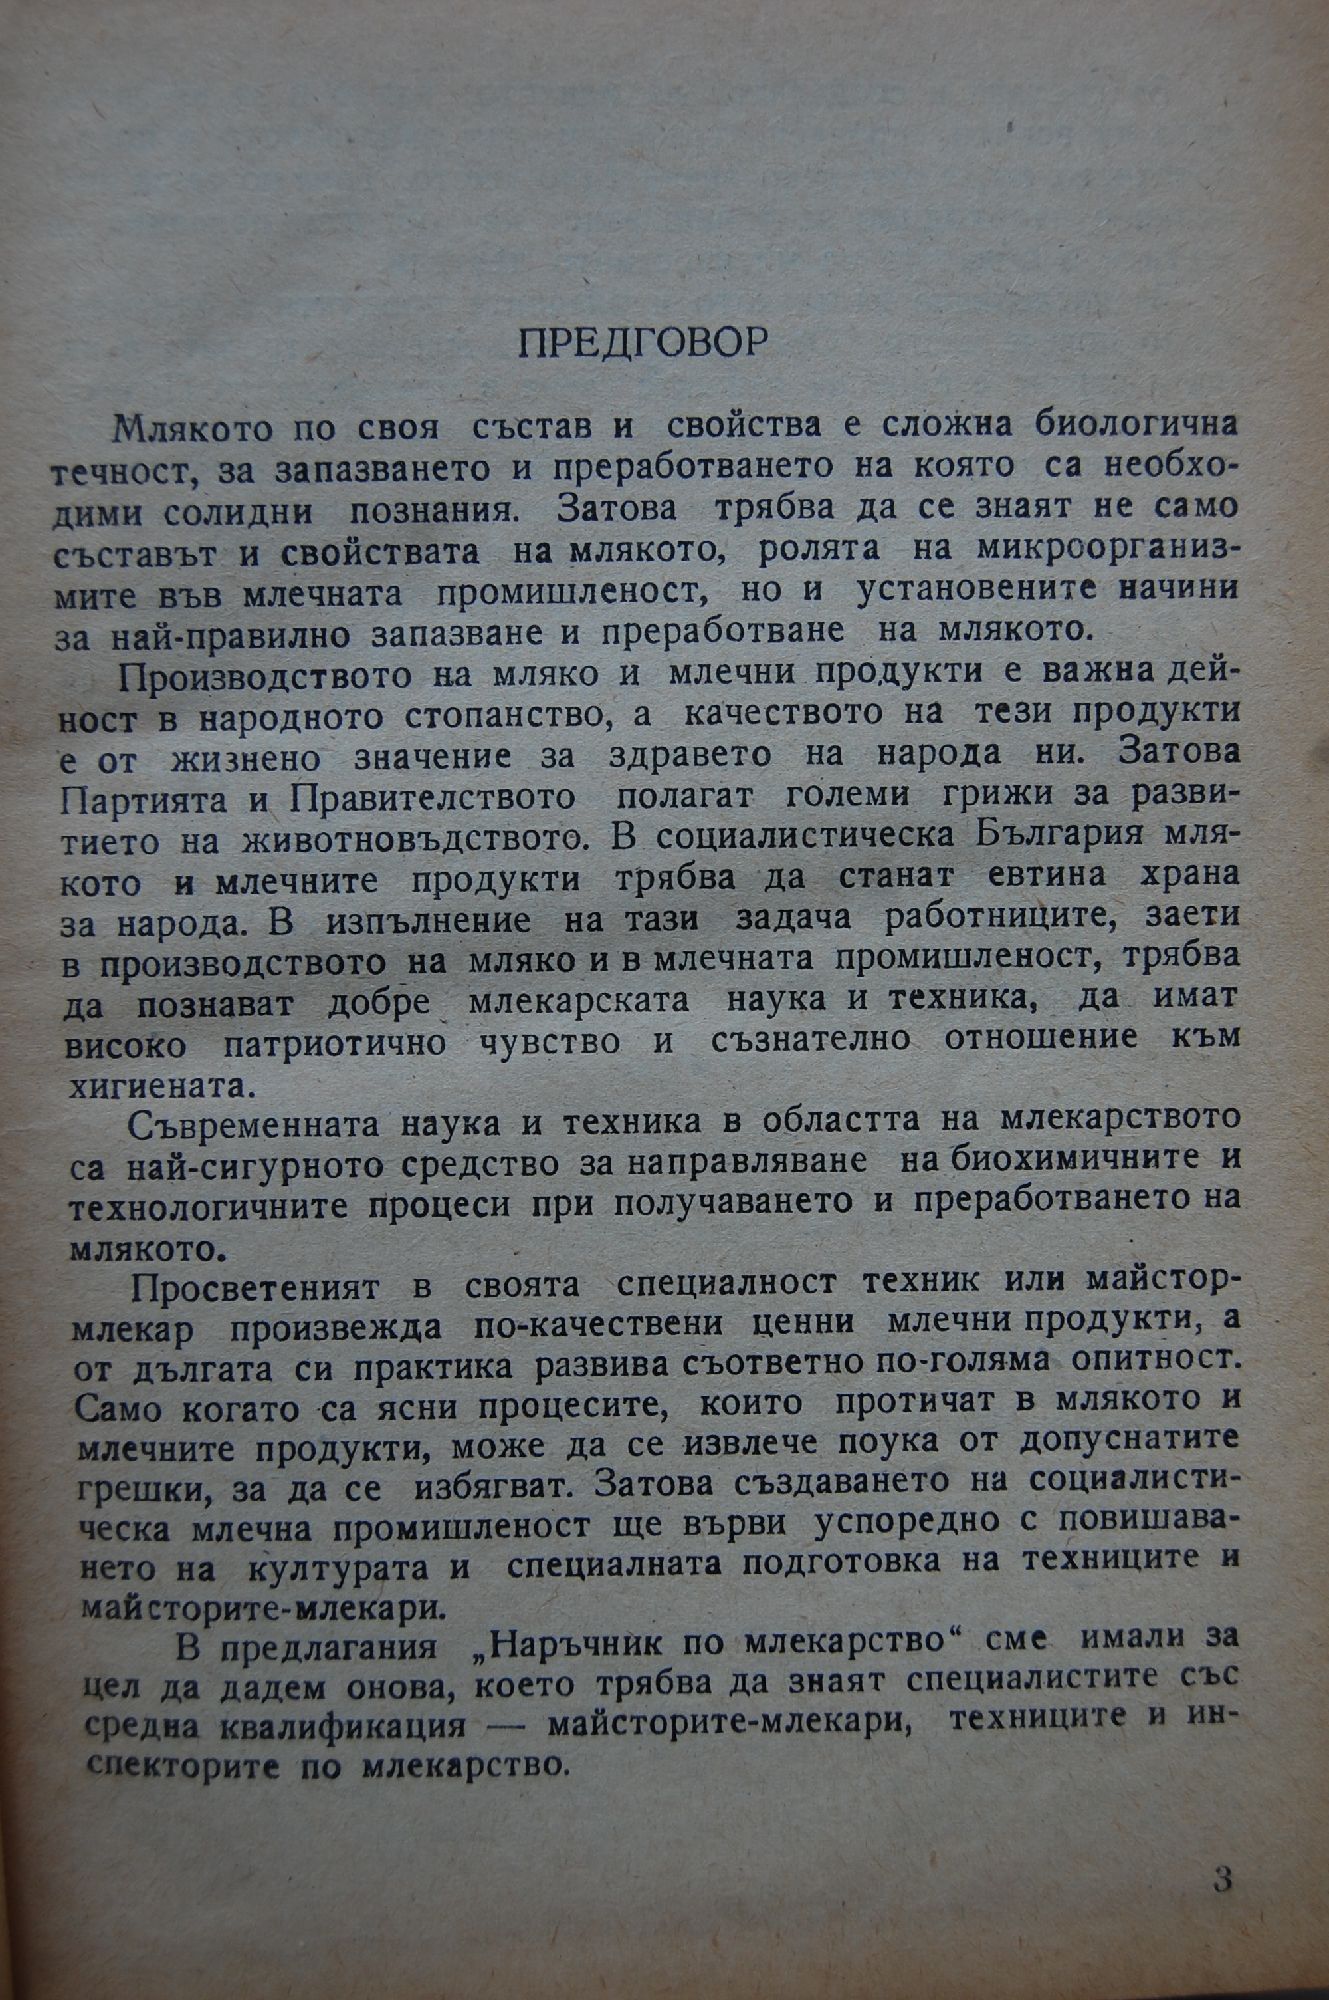 ПРЕДГОВОР
Млякото по своя състав и свойства е сложна биологична
течност, за запазването и преработването на която са необхо-
дими солидни познания. Затова трябва да се знаят не само
съставът и свойствата на млякото, ролята на микроорганиз-
мите във млечната промишленост, но и установените начини
за най-правилно запазване и преработване на млякото.
Производството на мляко и млечни продукти е важна дей-
ност в народното стопанство, а качеството на тези продукти
е от жизнено значение за здравето на народа ни. Затова
Партията и Правителството полагат големи грижи за разви-
тието на животновъдството. В социалистическа България мля-
кото и млечните продукти трябва да станат евтина храна
за народа. В изпълнение на тази задача работниците, заети
в производството на мляко и в млечната промишленост, трябва
да познават добре млекарската наука и техника, да имат
високо патриотично чувство и съзнателно отношение към
хигиената.
Съвременната наука и техника в областта на млекарството
са най-сигурното средство за направляване на биохимичните и
технологичните процеси при получаването и преработването на
млякото.
Просветеният в своята специалност техник или майстор-
млекар произвежда по-качествени ценни млечни продукти, а
от дългата си практика развива съответно по-голяма опитност.
Само когато са ясни процесите, които протичат в млякото и
млечните продукти, може да се извлече поука от допуснатите
грешки, за да се избягват. Затова създаването на социалисти-
ческа млечна промишленост ще върви успоредно с повишава-
нето на културата и специалната подготовка на техниците и
майсторите-млекари.
В предлагания „Наръчник по млекарство“ сме имали за
цел да дадем онова, което трябва да знаят специалистите със
средна квалификация — майсторите-млекари, техниците и ин-
спекторите по млекарство.
3